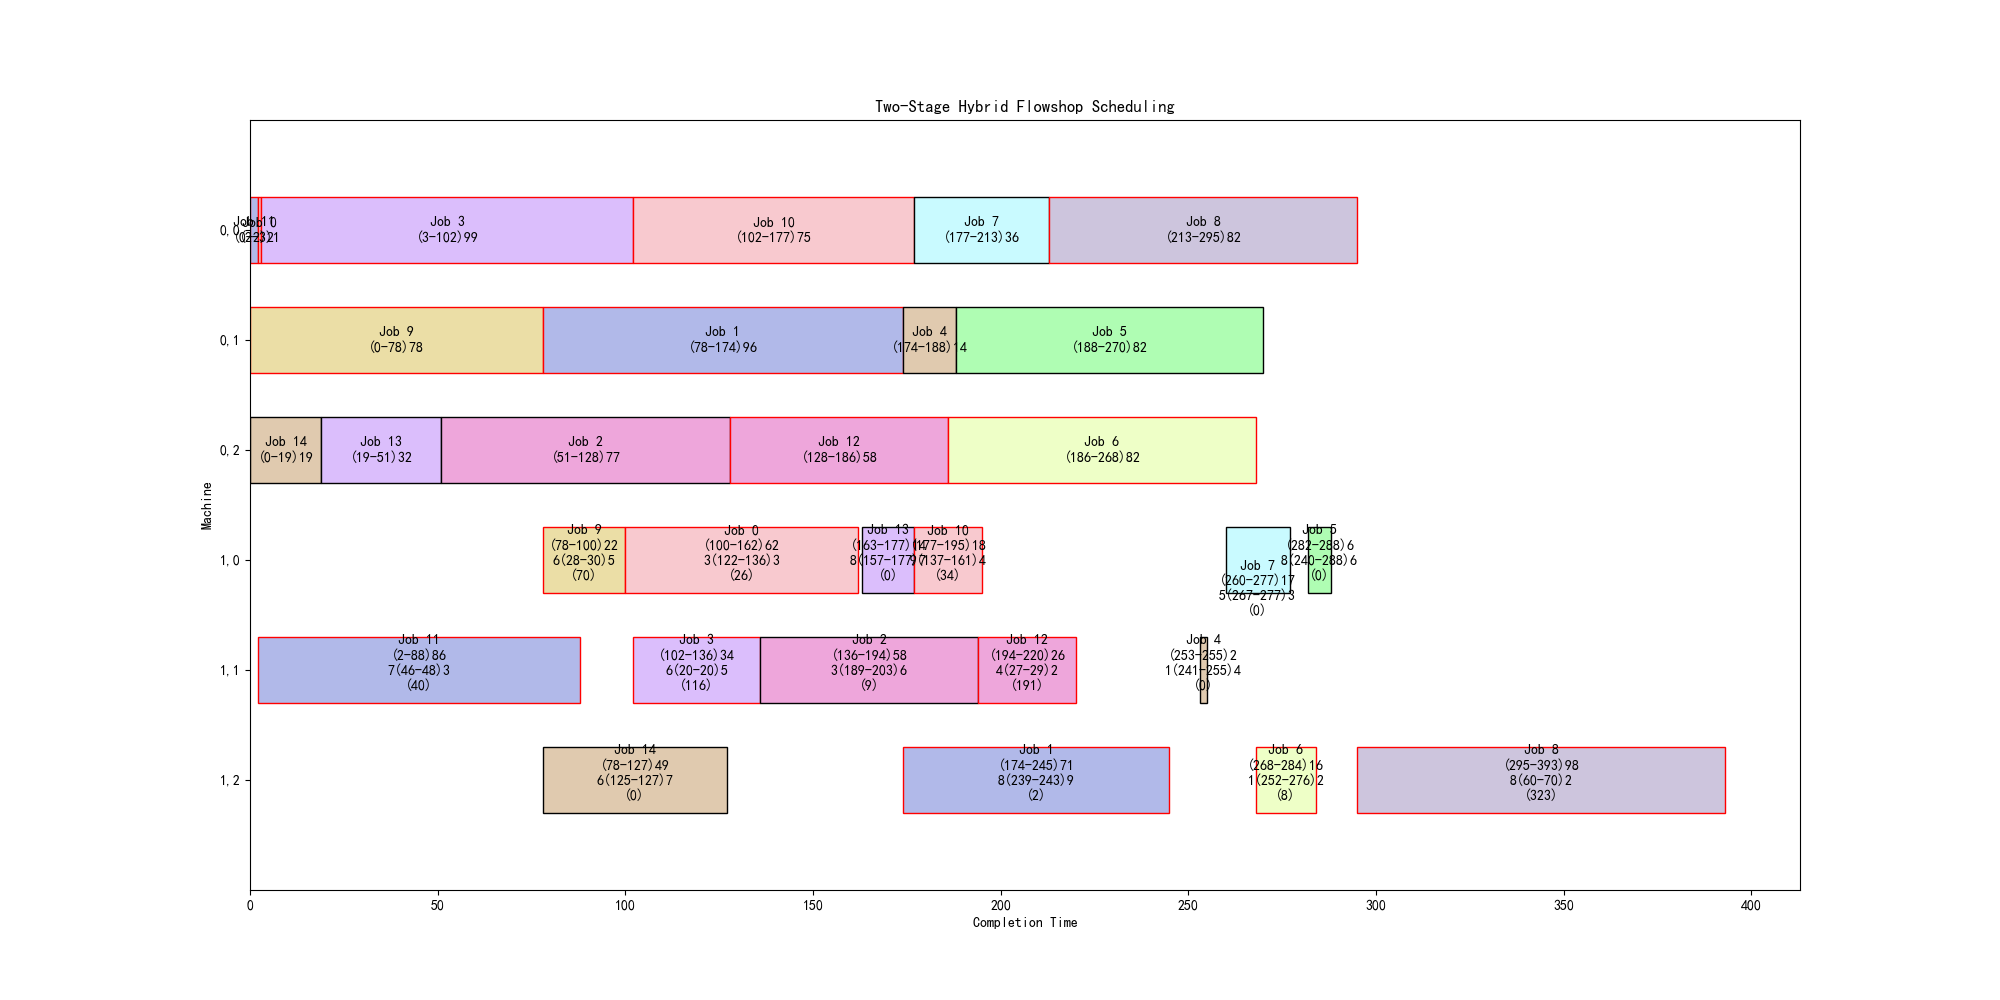 Two-Stage Hybrid Flowshop Scheduling
Machine
0,0
Job 11
Job 0
Job 3
(3-102)99
Job 10
(102-177)75
Job 7
(177-213)36
Job 8
(213-295)82
0,1
Job 9
(0-78)78
Job 1
(78-174)96
Job 4
(174-188)14
Job 5
(188-270)82
0,2
Job 14
(0-19)19
Job 13
(19-51)32
Job 2
(51-128)77
Job 12
(128-186)58
Job 6
(186-268)82
1,0
Job 9
(78-100)22
6(28-30)5
(70)
Job 0
(100-162)62
3(122-136)3
(26)
Job 13
(163-177)14
(0)
Job 10
(177-195)18
(137-161)4
(34)
Job 7
(260-277)17
5(267-277)3
(0)
Job 5
(282-288)6
8(240-288)6
(0)
1,1
Job 11
(2-88)86
7(46-48)3
(40)
Job 3
(102-136)34
6(20-20)5
(116)
Job 2
(136-194)58
3(189-203)6
(9)
Job 12
(194-220)26
4(27-29)2
(191)
Job 4
(253-255)2
1(241-255)4
(0)
1,2
Job 14
(78-127)49
6(125-127)7
(0)
Job 1
(174-245)71
8(239-243)9
(2)
Job 6
(268-284)16
1(252-276)2
(8)
Job 8
(295-393)98
8(60-70)2
(323)
0 50 100 150 200 250 300 350 400
Completion Time